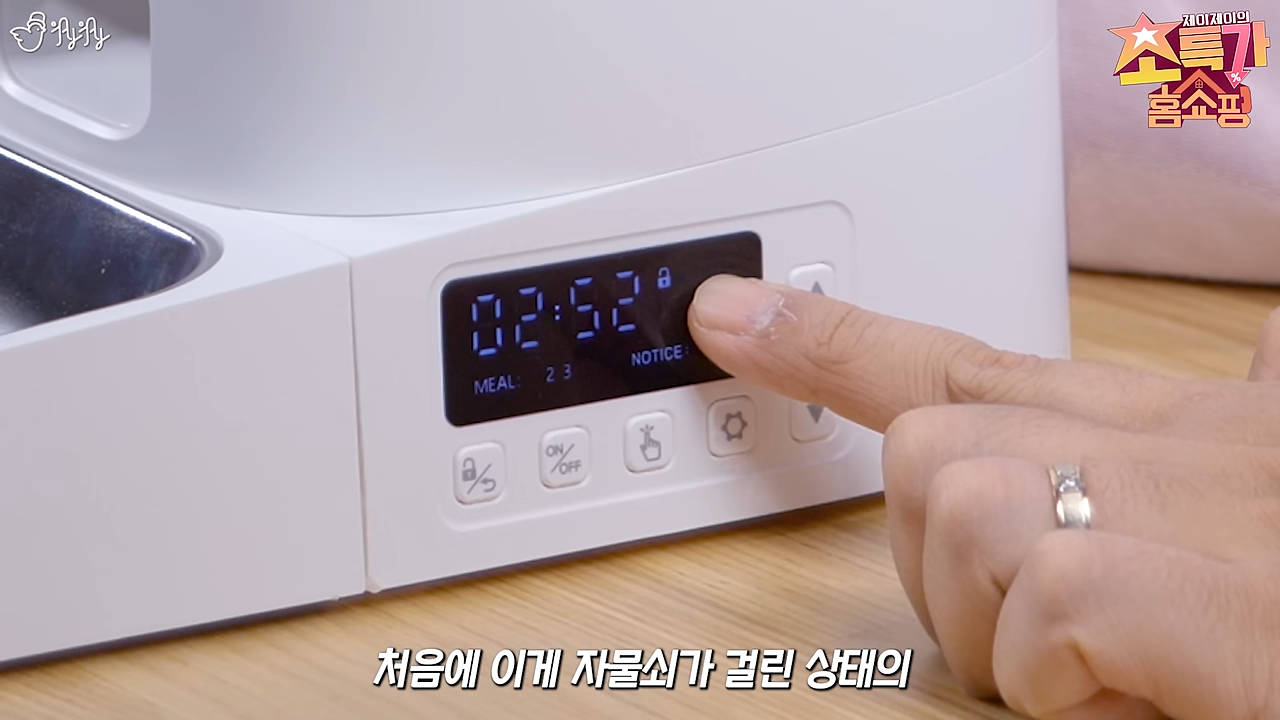 제이제이의
소특가
%
홈쇼핑
02:52
MEAL: 2 3
NOTICE:
ON/OFF
처음에 이게 자물쇠가 걸린 상태의